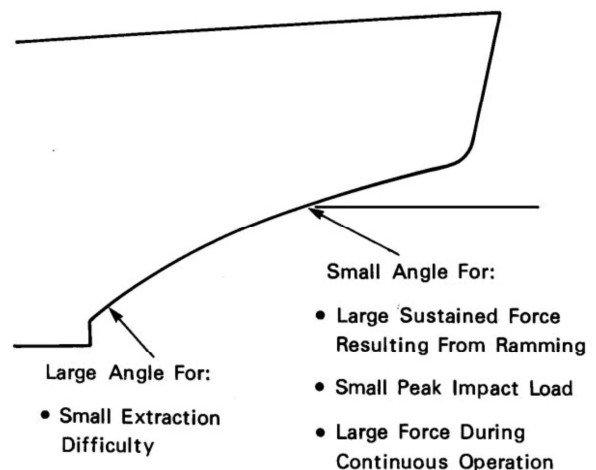 Small Angle For:
• Large Sustained Force
Resulting From Ramming
• Small Peak Impact Load
• Large Force During
Continuous Operation
Large Angle For:
• Small Extraction
Difficulty